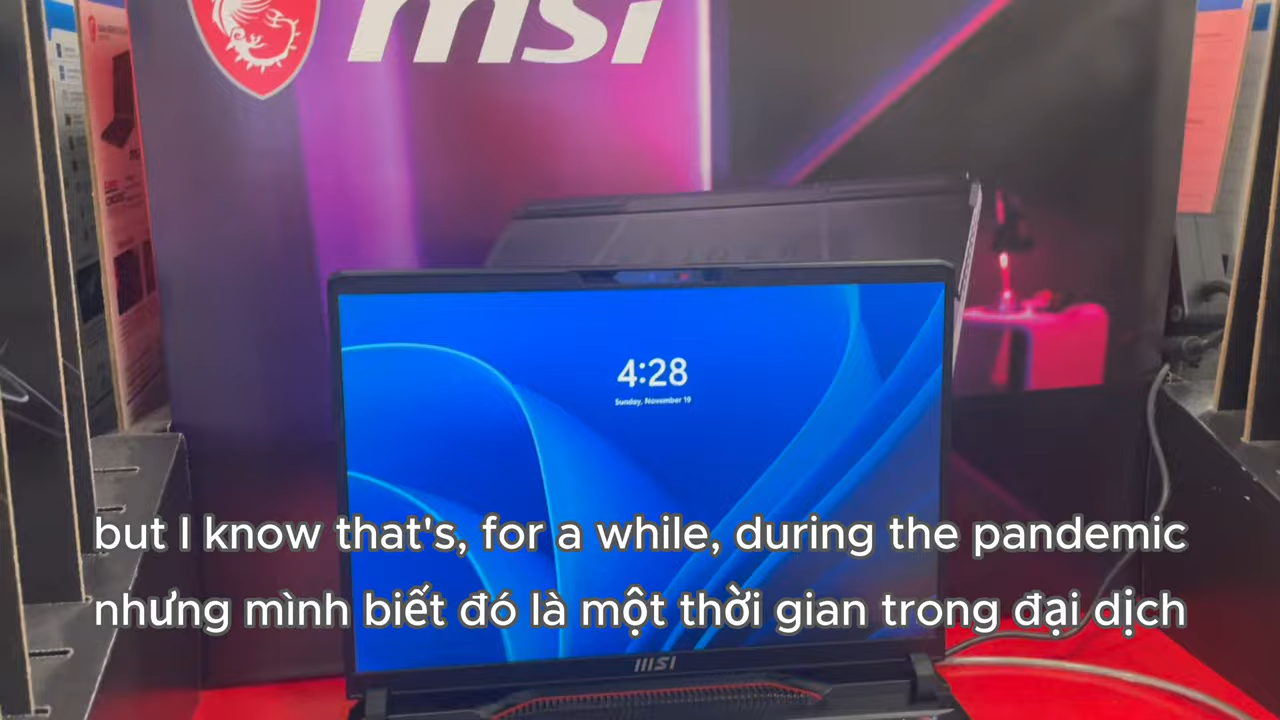 msi
4:28
Sunday, November 19
but I know that's, for a while, during the pandemic
nhưng mình biết đó là một thời gian trong đại dịch
msi